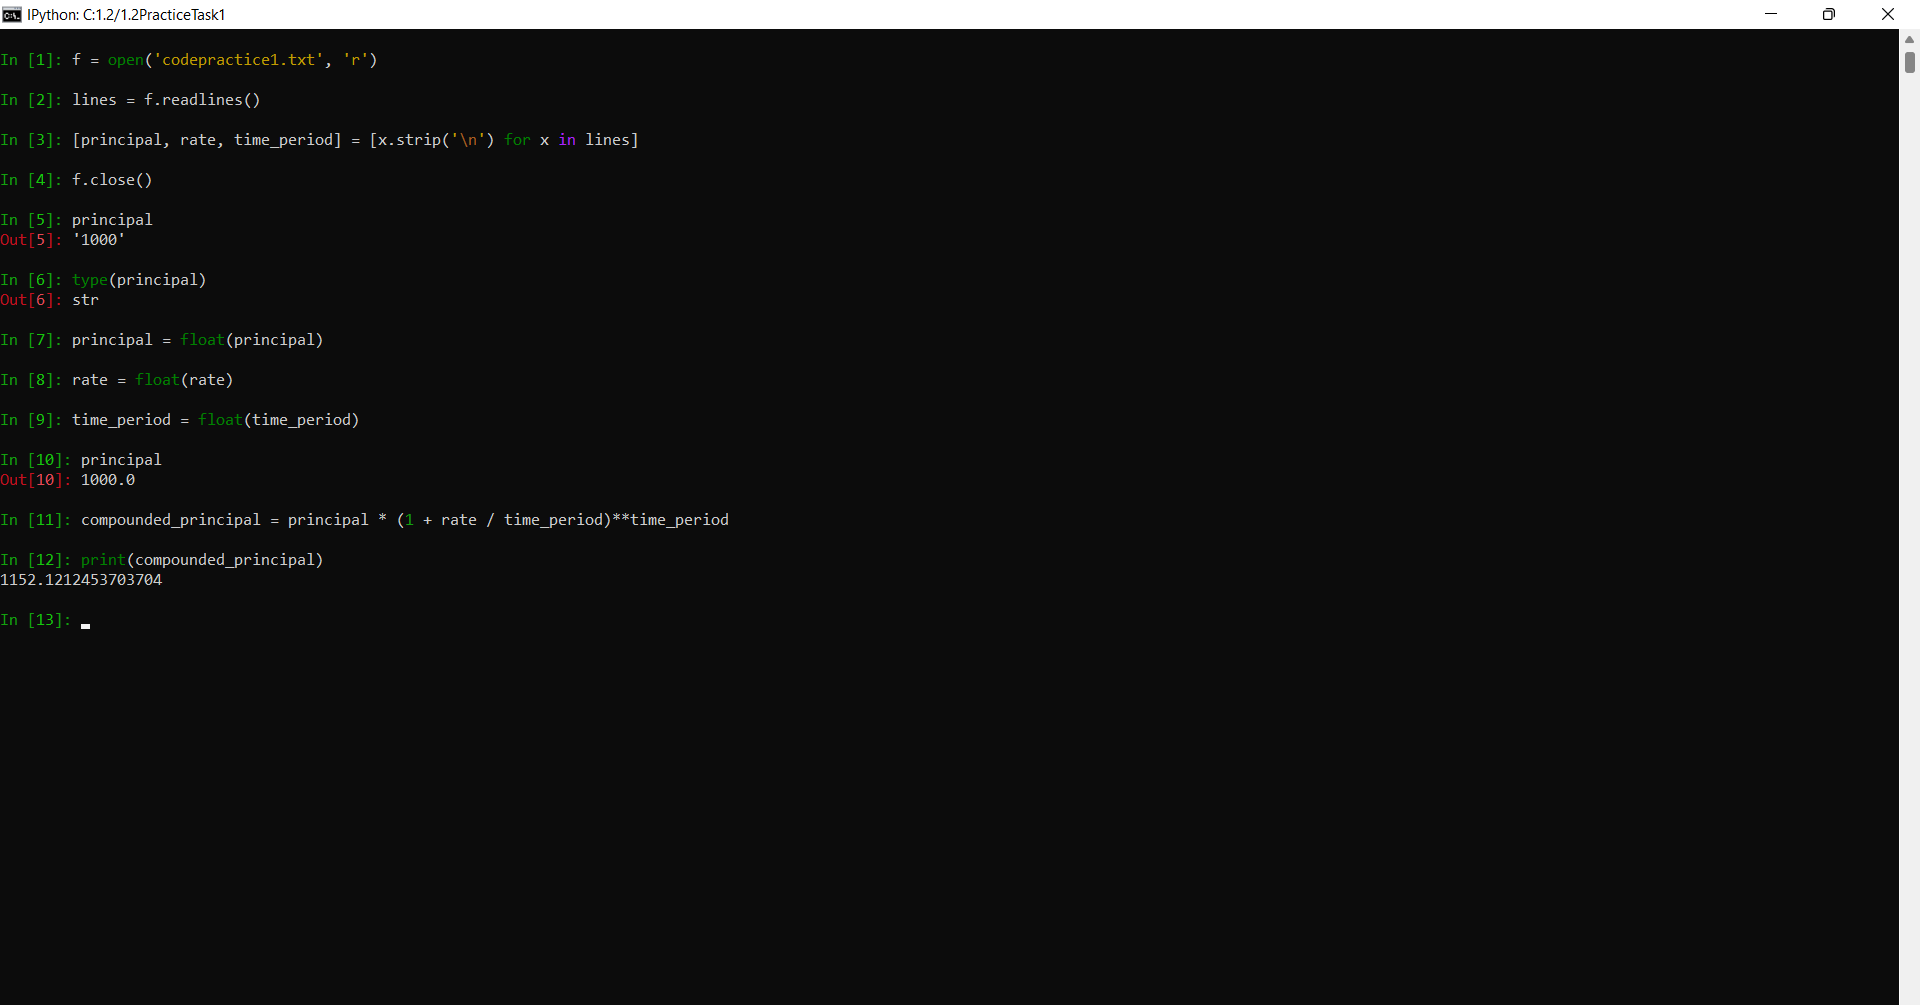 IPython: C:1.2/1.2PracticeTask1
In [1]: f = open('codepractice1.txt', 'r')
In [2]: lines = f.readlines()
In [3]: [principal, rate, time_period] = [x.strip('\n') for x in lines]
In [4]: f.close()
In [5]: principal
Out[5]: '1000'
In [6]: type(principal)
Out[6]: str
In [7]: principal = float(principal)
In [8]: rate = float(rate)
In [9]: time_period = float(time_period)
In [10]: principal
Out[10]: 1000.0
In [11]: compounded_principal = principal * (1 + rate / time_period)**time_period
In [12]: print(compounded_principal)
1152.1212453703704
In [13]: